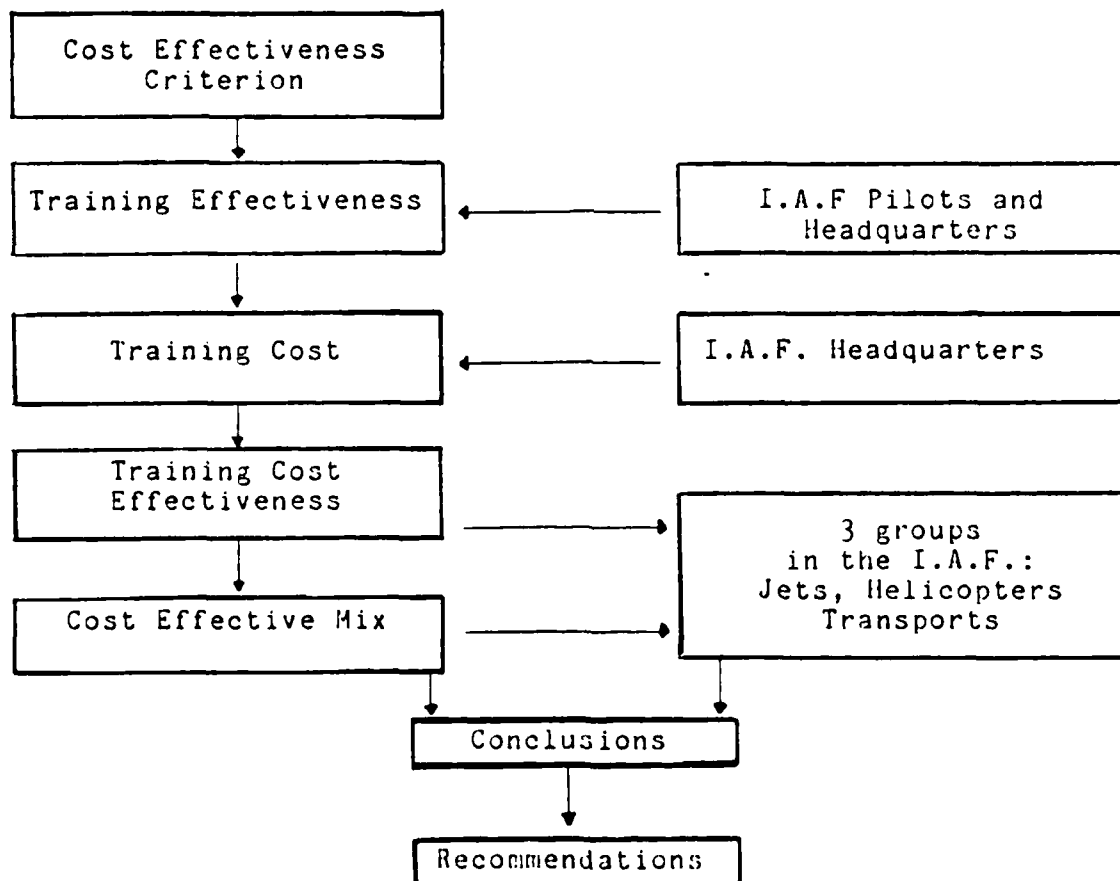 Cost Effectiveness
Criterion
Training Effectiveness
I.A.F Pilots and
Headquarters
Training Cost
I.A.F. Headquarters
Training Cost
Effectiveness
3 groups
in the I.A.F.:
Jets, Helicopters
Transports
Cost Effective Mix
Conclusions
Recommendations